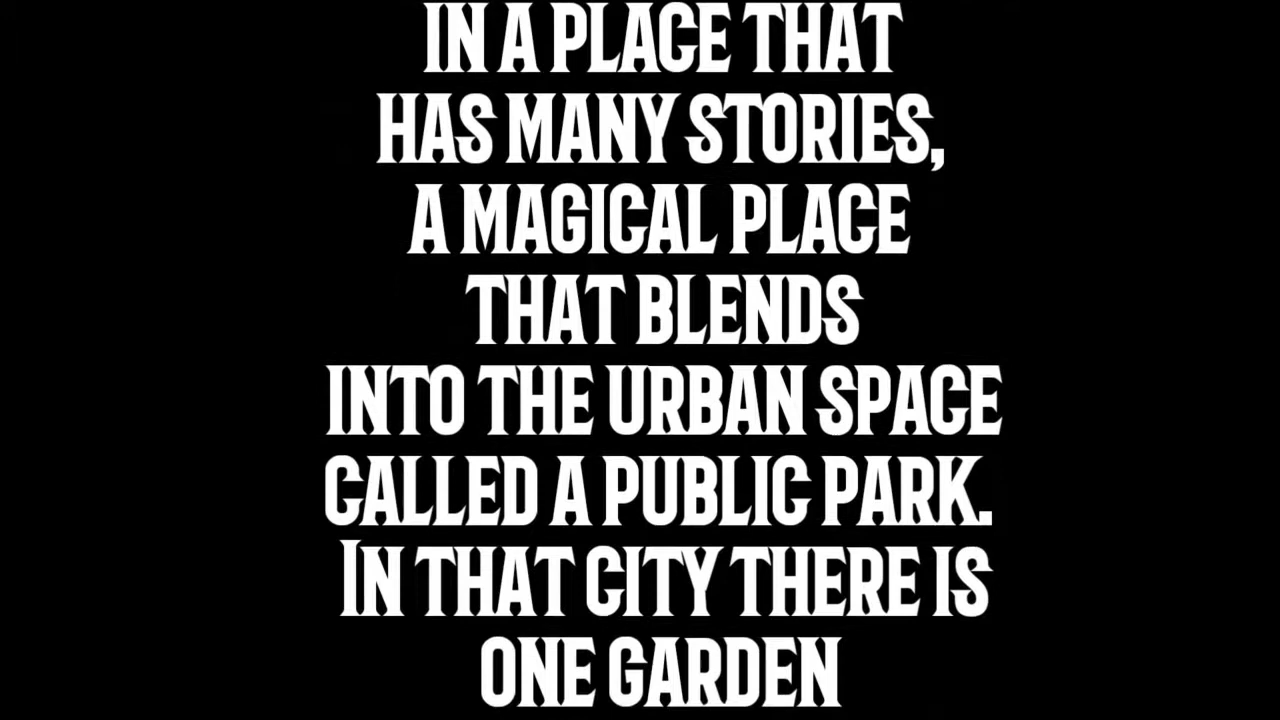 IN A PLACE THAT
HAS MANY STORIES,
A MAGICAL PLACE
THAT BLENDS
INTO THE URBAN SPACE
CALLED A PUBLIC PARK.
IN THAT CITY THERE IS
ONE GARDEN